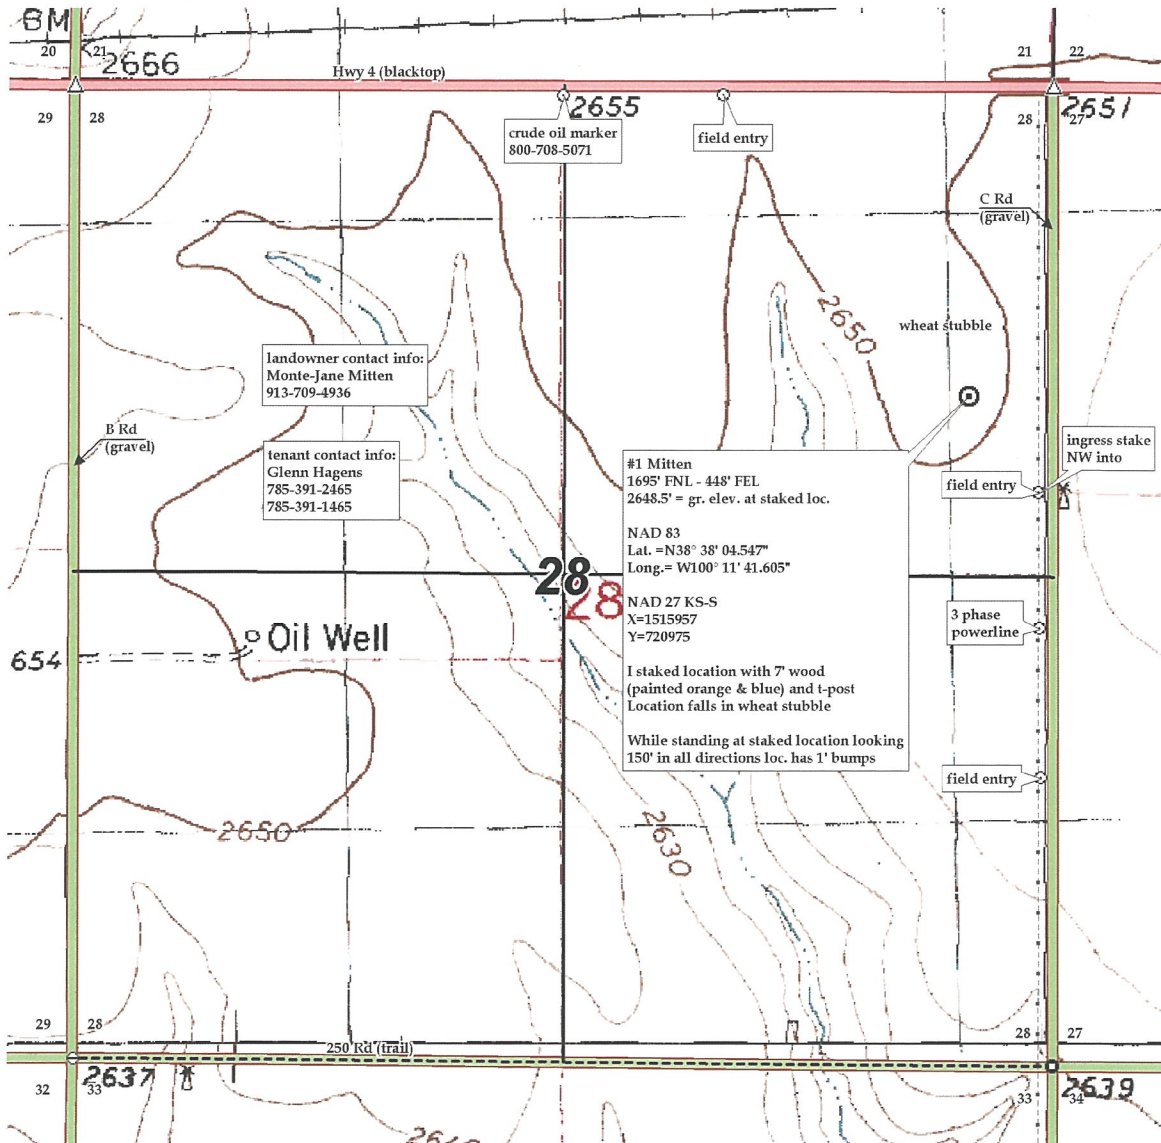 BM
20
21
2666
21
22
Hwy 4 (blacktop)
29
28
2655
28
27
2651
crude oil marker
800-708-5071
field entry
C Rd
(gravel)
2650
wheat stubble
landowner contact info:
Monte-Jane Mitten
913-709-4936
B Rd
(gravel)
tenant contact info:
Glenn Hagens
785-391-2465
785-391-1465
ingress stake
NW into
field entry
#1 Mitten
1695' FNL - 448' FEL
2648.5' = gr. elev. at staked loc.
NAD 83
Lat. =N38° 38' 04.547"
Long.= W100° 11' 41.605"
NAD 27 KS-S
X=1515957
Y=720975
I staked location with 7' wood
(painted orange & blue) and t-post
Location falls in wheat stubble
While standing at staked location looking
150' in all directions loc. has 1' bumps
28
28
3 phase
powerline
Oil Well
654
field entry
2650
2630
29
28
28
27
250 Rd (trail)
2637
2639
32
33
33
34